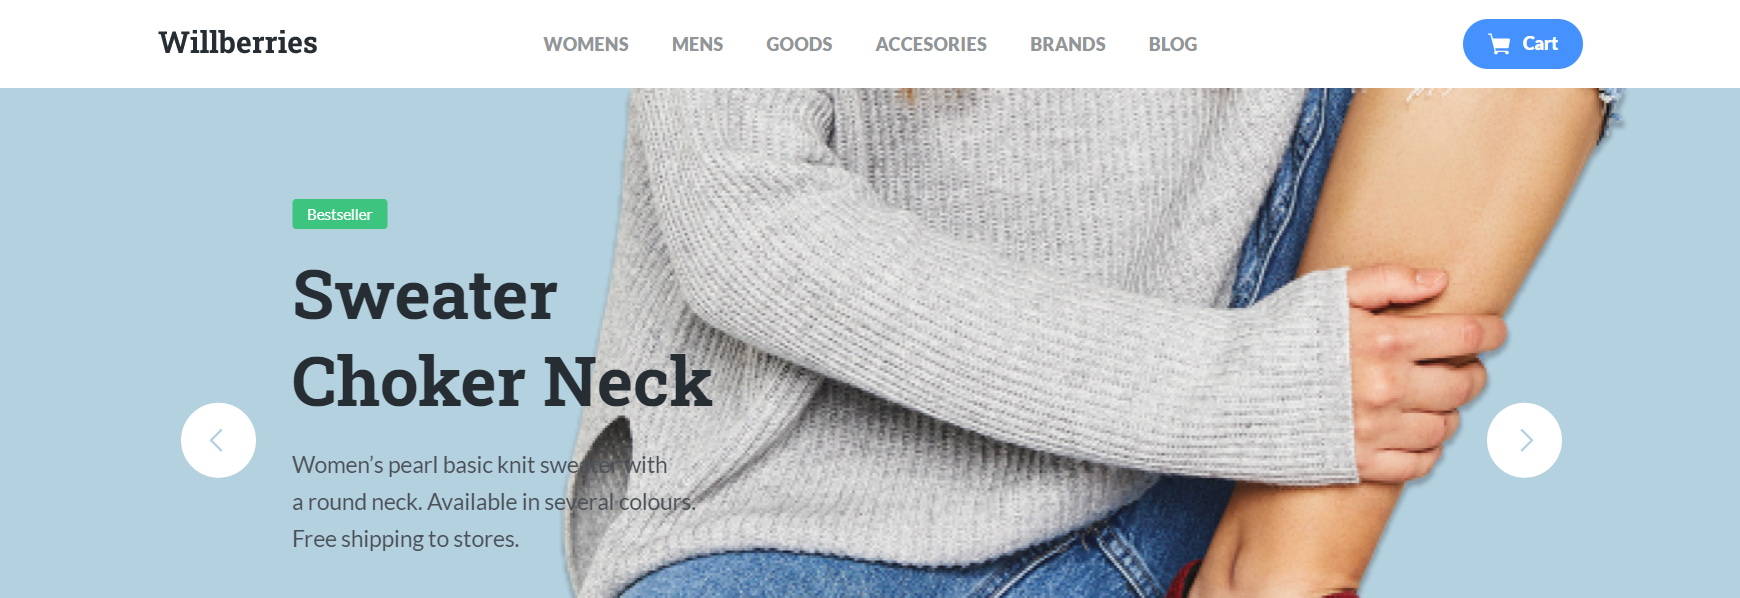 Willberries
WOMENS
MENS
GOODS
ACCESORIES
BRANDS
BLOG
Cart
Bestseller
Sweater
Choker Neck
Women’s pearl basic knit sweater with
a round neck. Available in several colours.
Free shipping to stores.